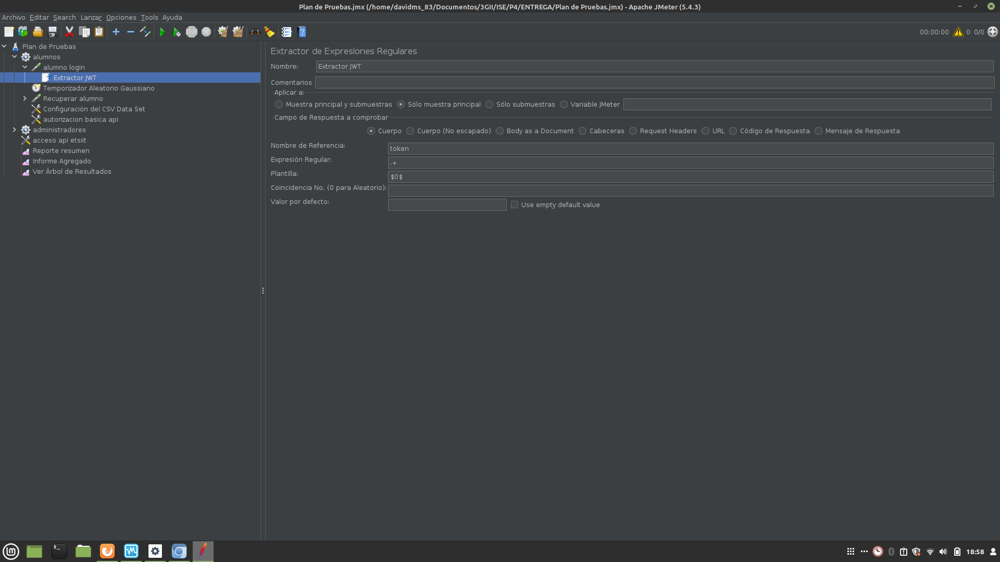 Plan de Pruebas.jmx (/home/davidms_83/Documentos/3GII/ISE/P4/ENTREGA/Plan de Pruebas.jmx) - Apache JMeter (5.4.3)
Archivo Editar Search Lanzar Opciones Tools Ayuda
00:00:00 0 0/0
Plan de Pruebas
alumnos
alumno login
Extractor JWT
Temporizador Aleatorio Gaussiano
Recuperar alumno
Configuración del CSV Data Set
autorizacion basica api
administradores
acceso api etsiit
Reporte resumen
Informe Agregado
Ver Árbol de Resultados
Extractor de Expresiones Regulares
Nombre: Extractor JWT
Comentarios
Aplicar a:
Muestra principal y submuestras Sólo muestra principal Sólo submuestras Variable JMeter
Campo de Respuesta a comprobar
Cuerpo Cuerpo (No escapado) Body as a Document Cabeceras Request Headers URL Código de Respuesta Mensaje de Respuesta
Nombre de Referencia: token
Expresión Regular: .+
Plantilla: $0$
Coincidencia No. (0 para Aleatorio):
Valor por defecto: Use empty default value
18:58